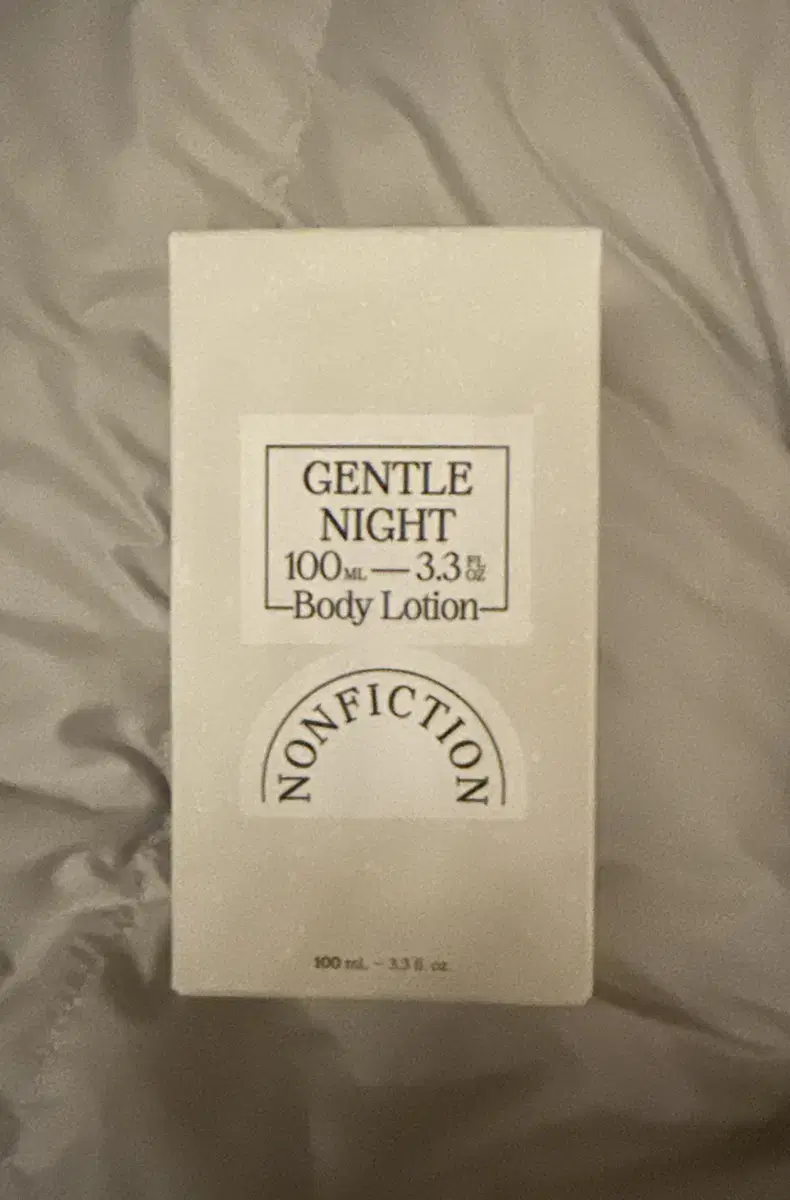 GENTLE
NIGHT
100ML — 3.3 FL OZ
Body Lotion
NONFICTION
100 mL – 3.3 fl. oz.